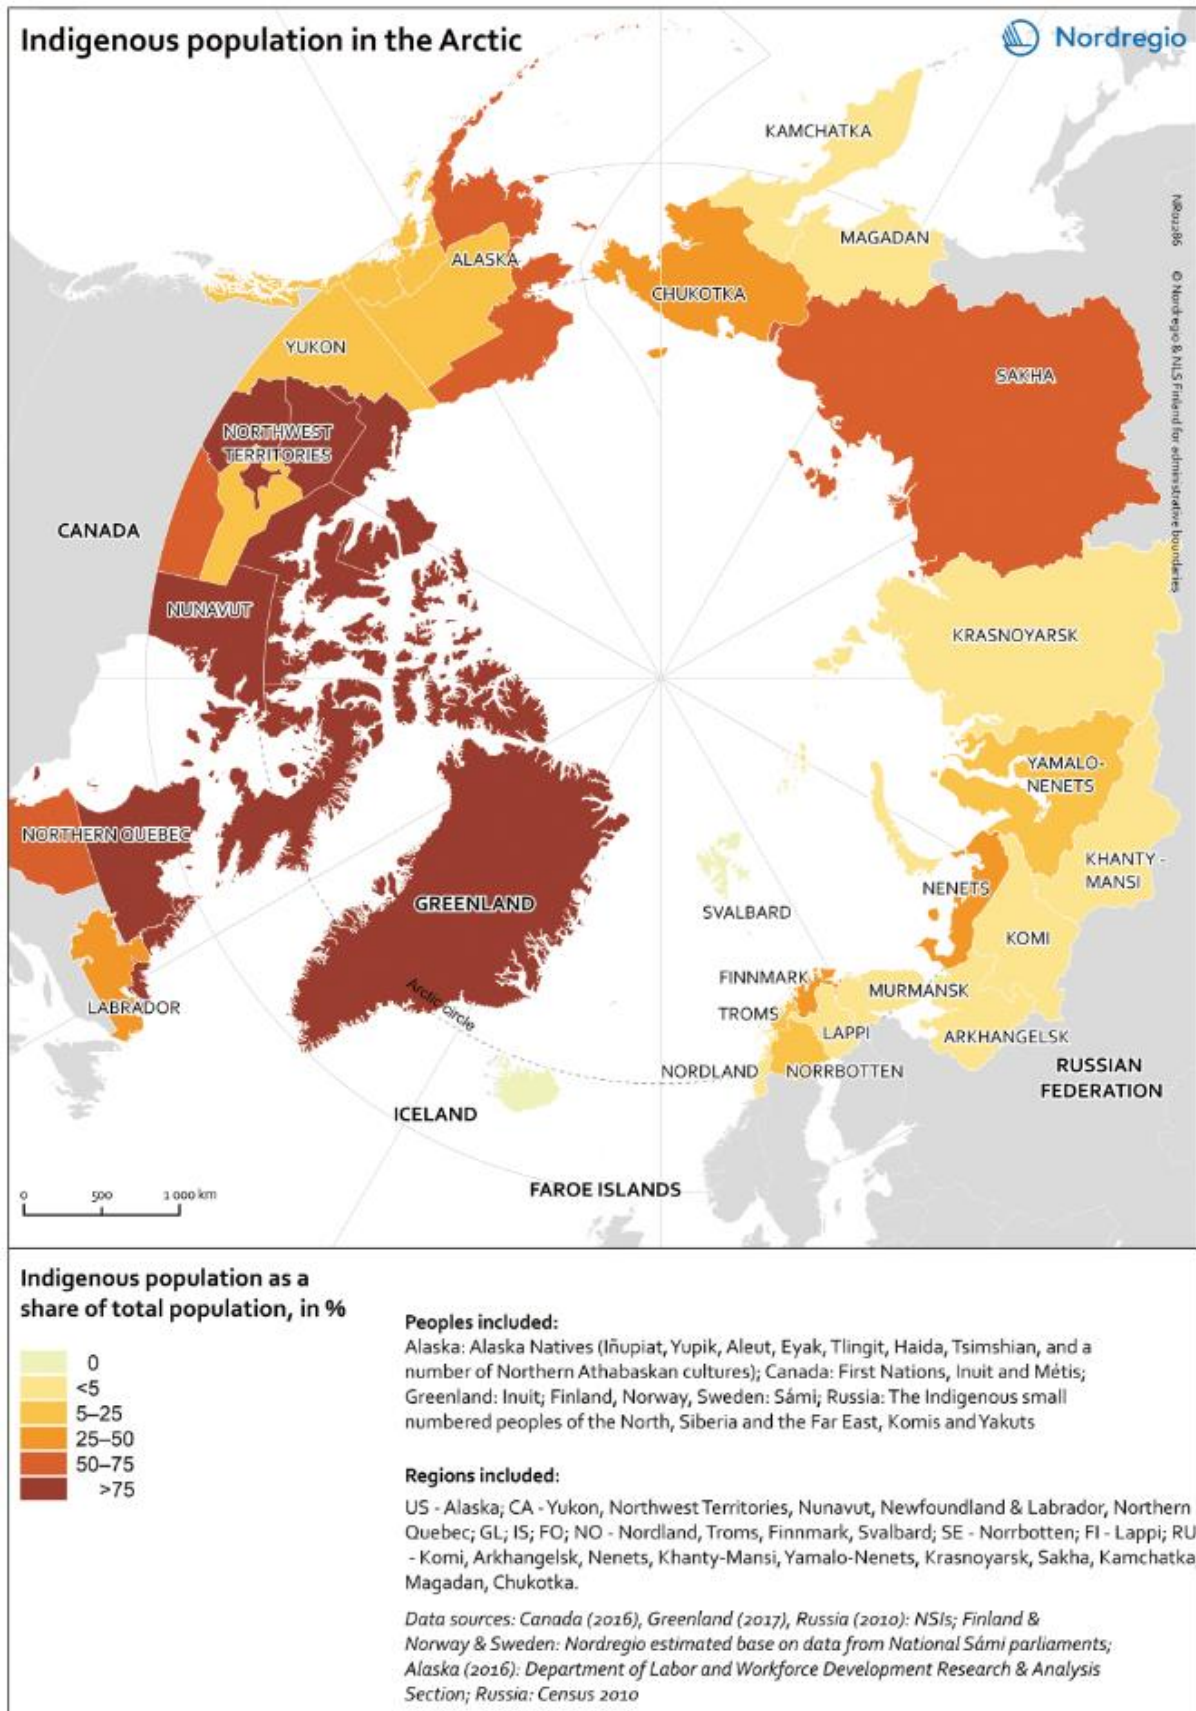 Indigenous population in the Arctic
Nordregio
KAMCHATKA
MAGADAN
ALASKA
CHUKOTKA
YUKON
SAKHA
NORTHWEST
TERRITORIES
CANADA
NUNAVUT
KRASNOYARSK
YAMALO-
NENETS
NORTHERN QUEBEC
KHANTY -
MANSI
NENETS
GREENLAND
SVALBARD
KOMI
FINNMARK
MURMANSK
Arctic circle
LABRADOR
TROMS
LAPPI
ARKHANGELSK
NORDLAND
NORRBOTTEN
RUSSIAN
FEDERATION
ICELAND
FAROE ISLANDS
0 500 1 000 km
NR02286 © Nordregio & NLS Finland for administrative boundaries
Indigenous population as a
share of total population, in %
0
<5
5–25
25–50
50–75
>75
Peoples included:
Alaska: Alaska Natives (Iñupiat, Yupik, Aleut, Eyak, Tlingit, Haida, Tsimshian, and a
number of Northern Athabaskan cultures); Canada: First Nations, Inuit and Métis;
Greenland: Inuit; Finland, Norway, Sweden: Sámi; Russia: The Indigenous small
numbered peoples of the North, Siberia and the Far East, Komis and Yakuts
Regions included:
US - Alaska; CA - Yukon, Northwest Territories, Nunavut, Newfoundland & Labrador, Northern
Quebec; GL; IS; FO; NO - Nordland, Troms, Finnmark, Svalbard; SE - Norrbotten; FI - Lappi; RU
- Komi, Arkhangelsk, Nenets, Khanty-Mansi, Yamalo-Nenets, Krasnoyarsk, Sakha, Kamchatka
Magadan, Chukotka.
Data sources: Canada (2016), Greenland (2017), Russia (2010): NSIs; Finland &
Norway & Sweden: Nordregio estimated base on data from National Sámi parliaments;
Alaska (2016): Department of Labor and Workforce Development Research & Analysis
Section; Russia: Census 2010